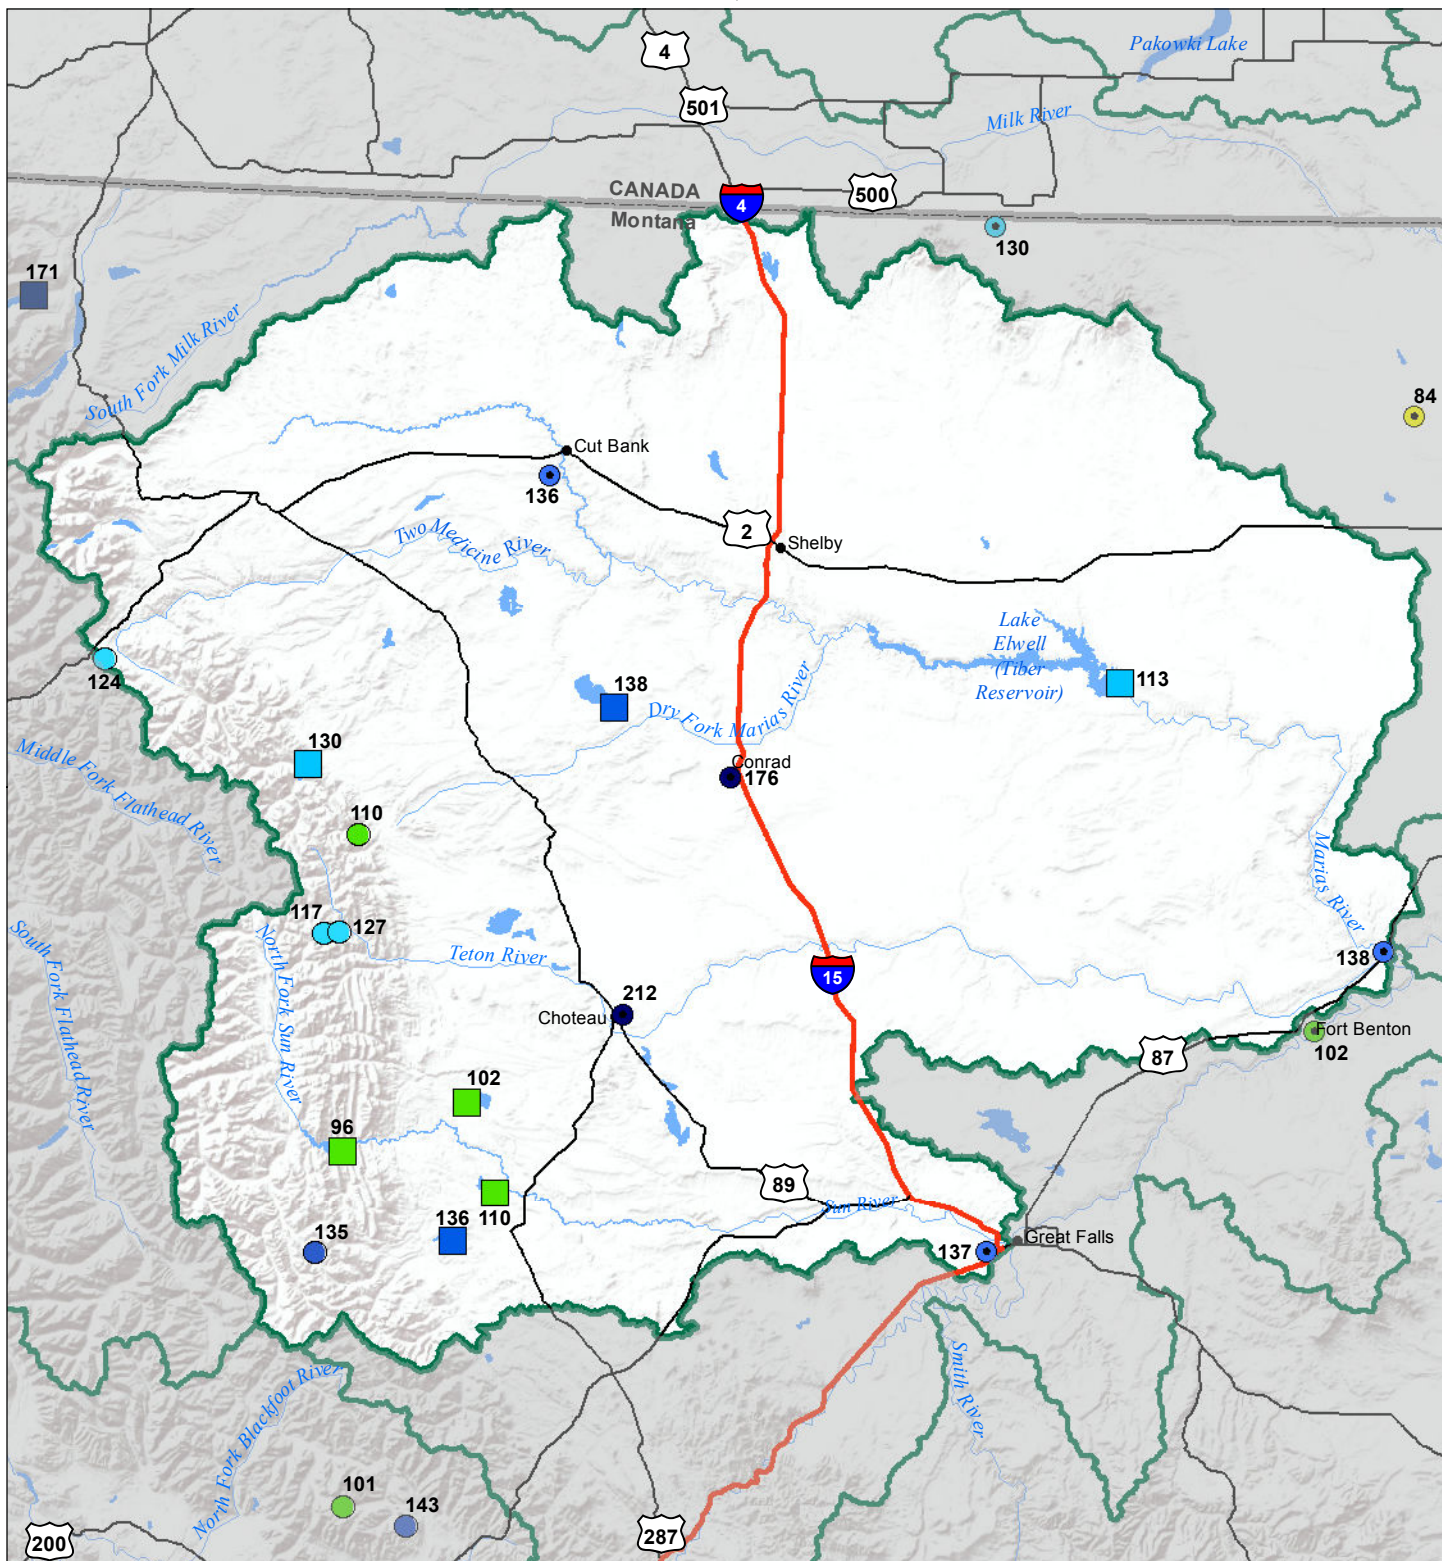 Pakowki Lake
4
501
Milk River
CANADA
Montana
4
500
130
171
South Fork Milk River
84
Cut Bank
136
Two Medicine River
2
Shelby
Lake
Elwell
(Tiber
Reservoir)
113
124
138
Dry Fork Marias River
Middle Fork Flathead River
130
Conrad
176
110
Marias River
117
127
South Fork Flathead River
North Fork Sun River
Teton River
138
15
212
Choteau
Fort Benton
102
87
102
96
89
Sun River
110
136
135
137
Great Falls
Smith River
North Fork Blackfoot River
101
143
200
287